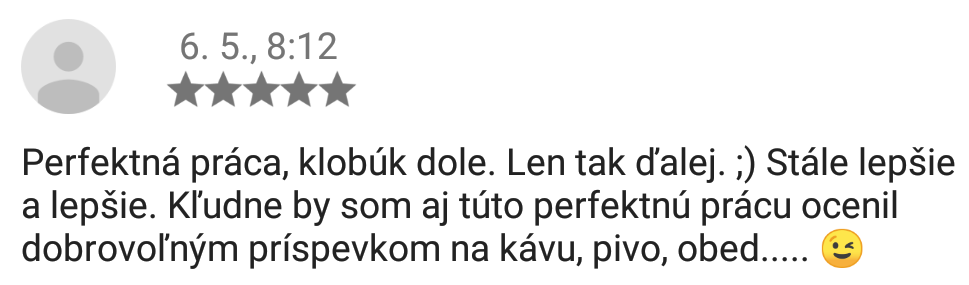 6. 5., 8:12
Perfektná práca, klobúk dole. Len tak ďalej. ;) Stále lepšie
a lepšie. Kľudne by som aj túto perfektnú prácu ocenil
dobrovoľným príspevkom na kávu, pivo, obed..... 😉